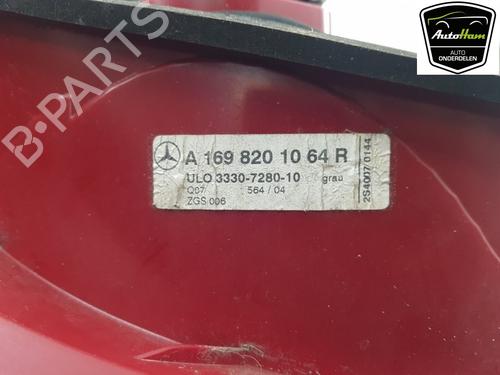 AutoHam
AUTO
ONDERDELEN
B-PARTS
A 169 820 10 64 R
ULO 3330-7280-10 grau
Q07 564 / 04
ZGS 006
2S4007 0144